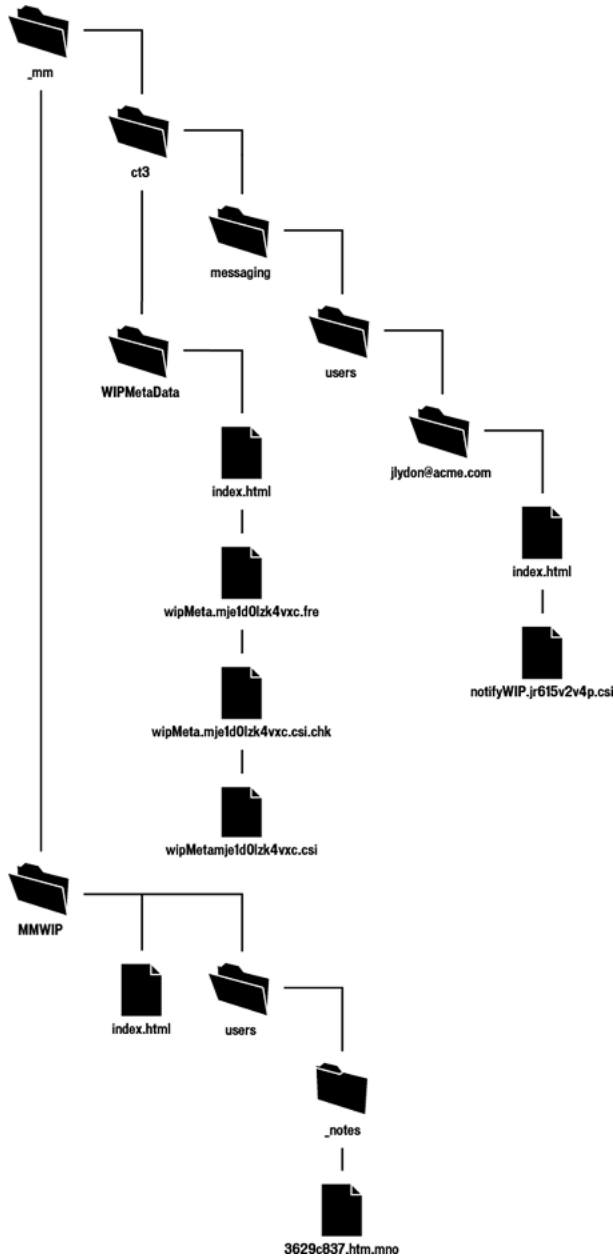 _mm
ct3
messaging
users
WIPMetaData
jlydon@acme.com
index.html
index.html
wipMeta.mje1d0lzk4vxc.fre
notifyWIP.jr615v2v4p.csi
wipMeta.mje1d0lzk4vxc.csi.chk
wipMetamje1d0lzk4vxc.csi
MMWIP
index.html
users
_notes
3629c837.htm.mno